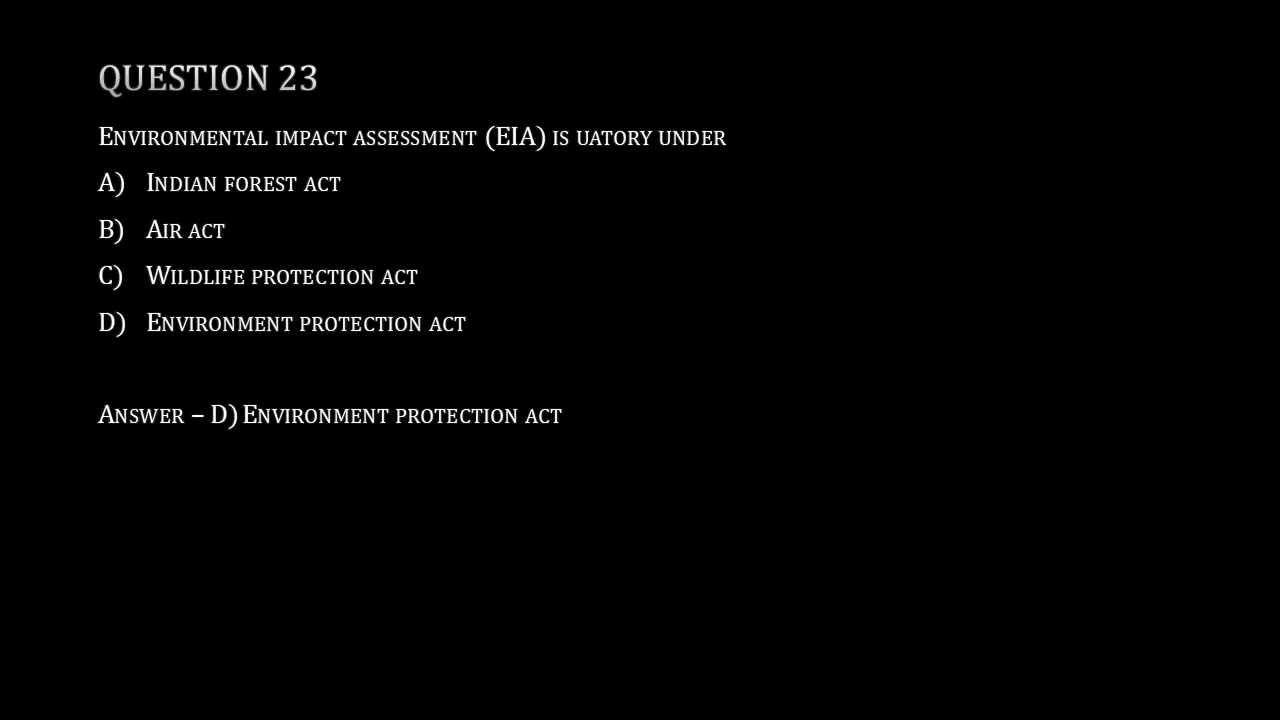 QUESTION 23
ENVIRONMENTAL IMPACT ASSESSMENT (EIA) IS UATORY UNDER
A) INDIAN FOREST ACT
B) AIR ACT
C) WILDLIFE PROTECTION ACT
D) ENVIRONMENT PROTECTION ACT
ANSWER – D) ENVIRONMENT PROTECTION ACT